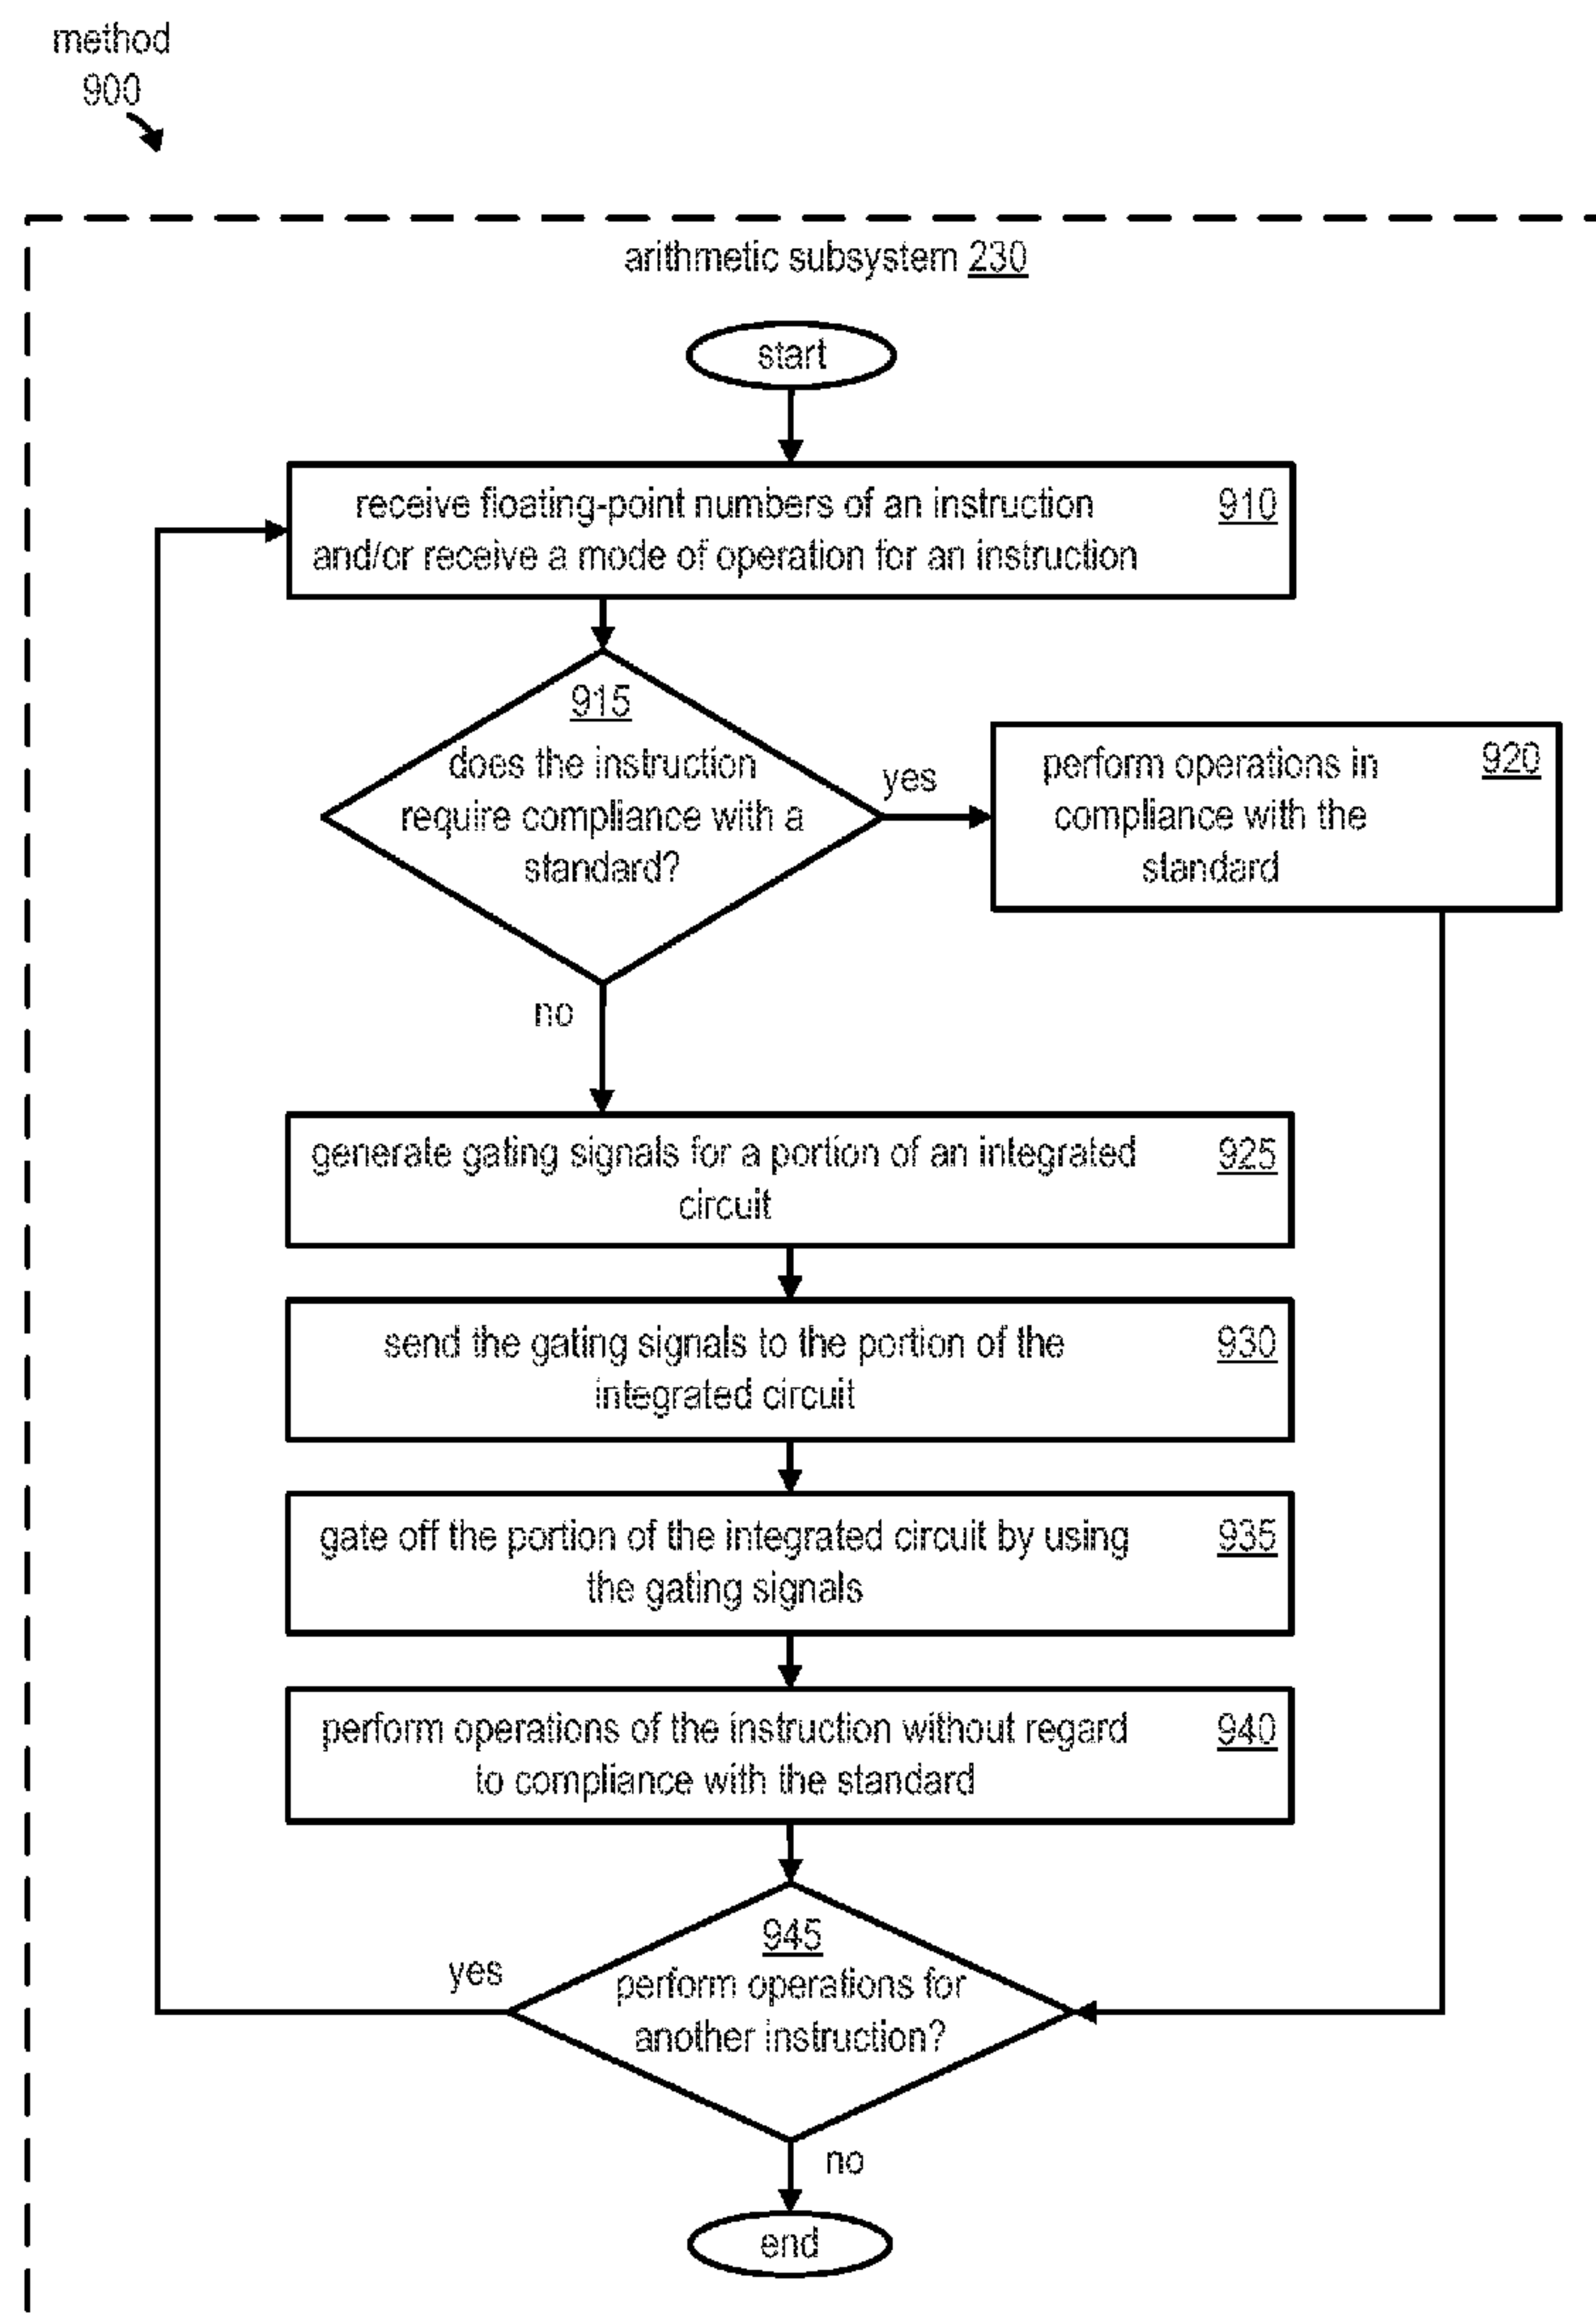 method
900
arithmetic subsystem 230
start
receive floating-point numbers of an instruction 910
and/or receive a mode of operation for an instruction
915
does the instruction
require compliance with a
standard?
yes
perform operations in 920
compliance with the
standard
no
generate gating signals for a portion of an integrated 925
circuit
send the gating signals to the portion of the 930
integrated circuit
gate off the portion of the integrated circuit by using 935
the gating signals
perform operations of the instruction without regard 940
to compliance with the standard
945
yes
perform operations for
another instruction?
no
end